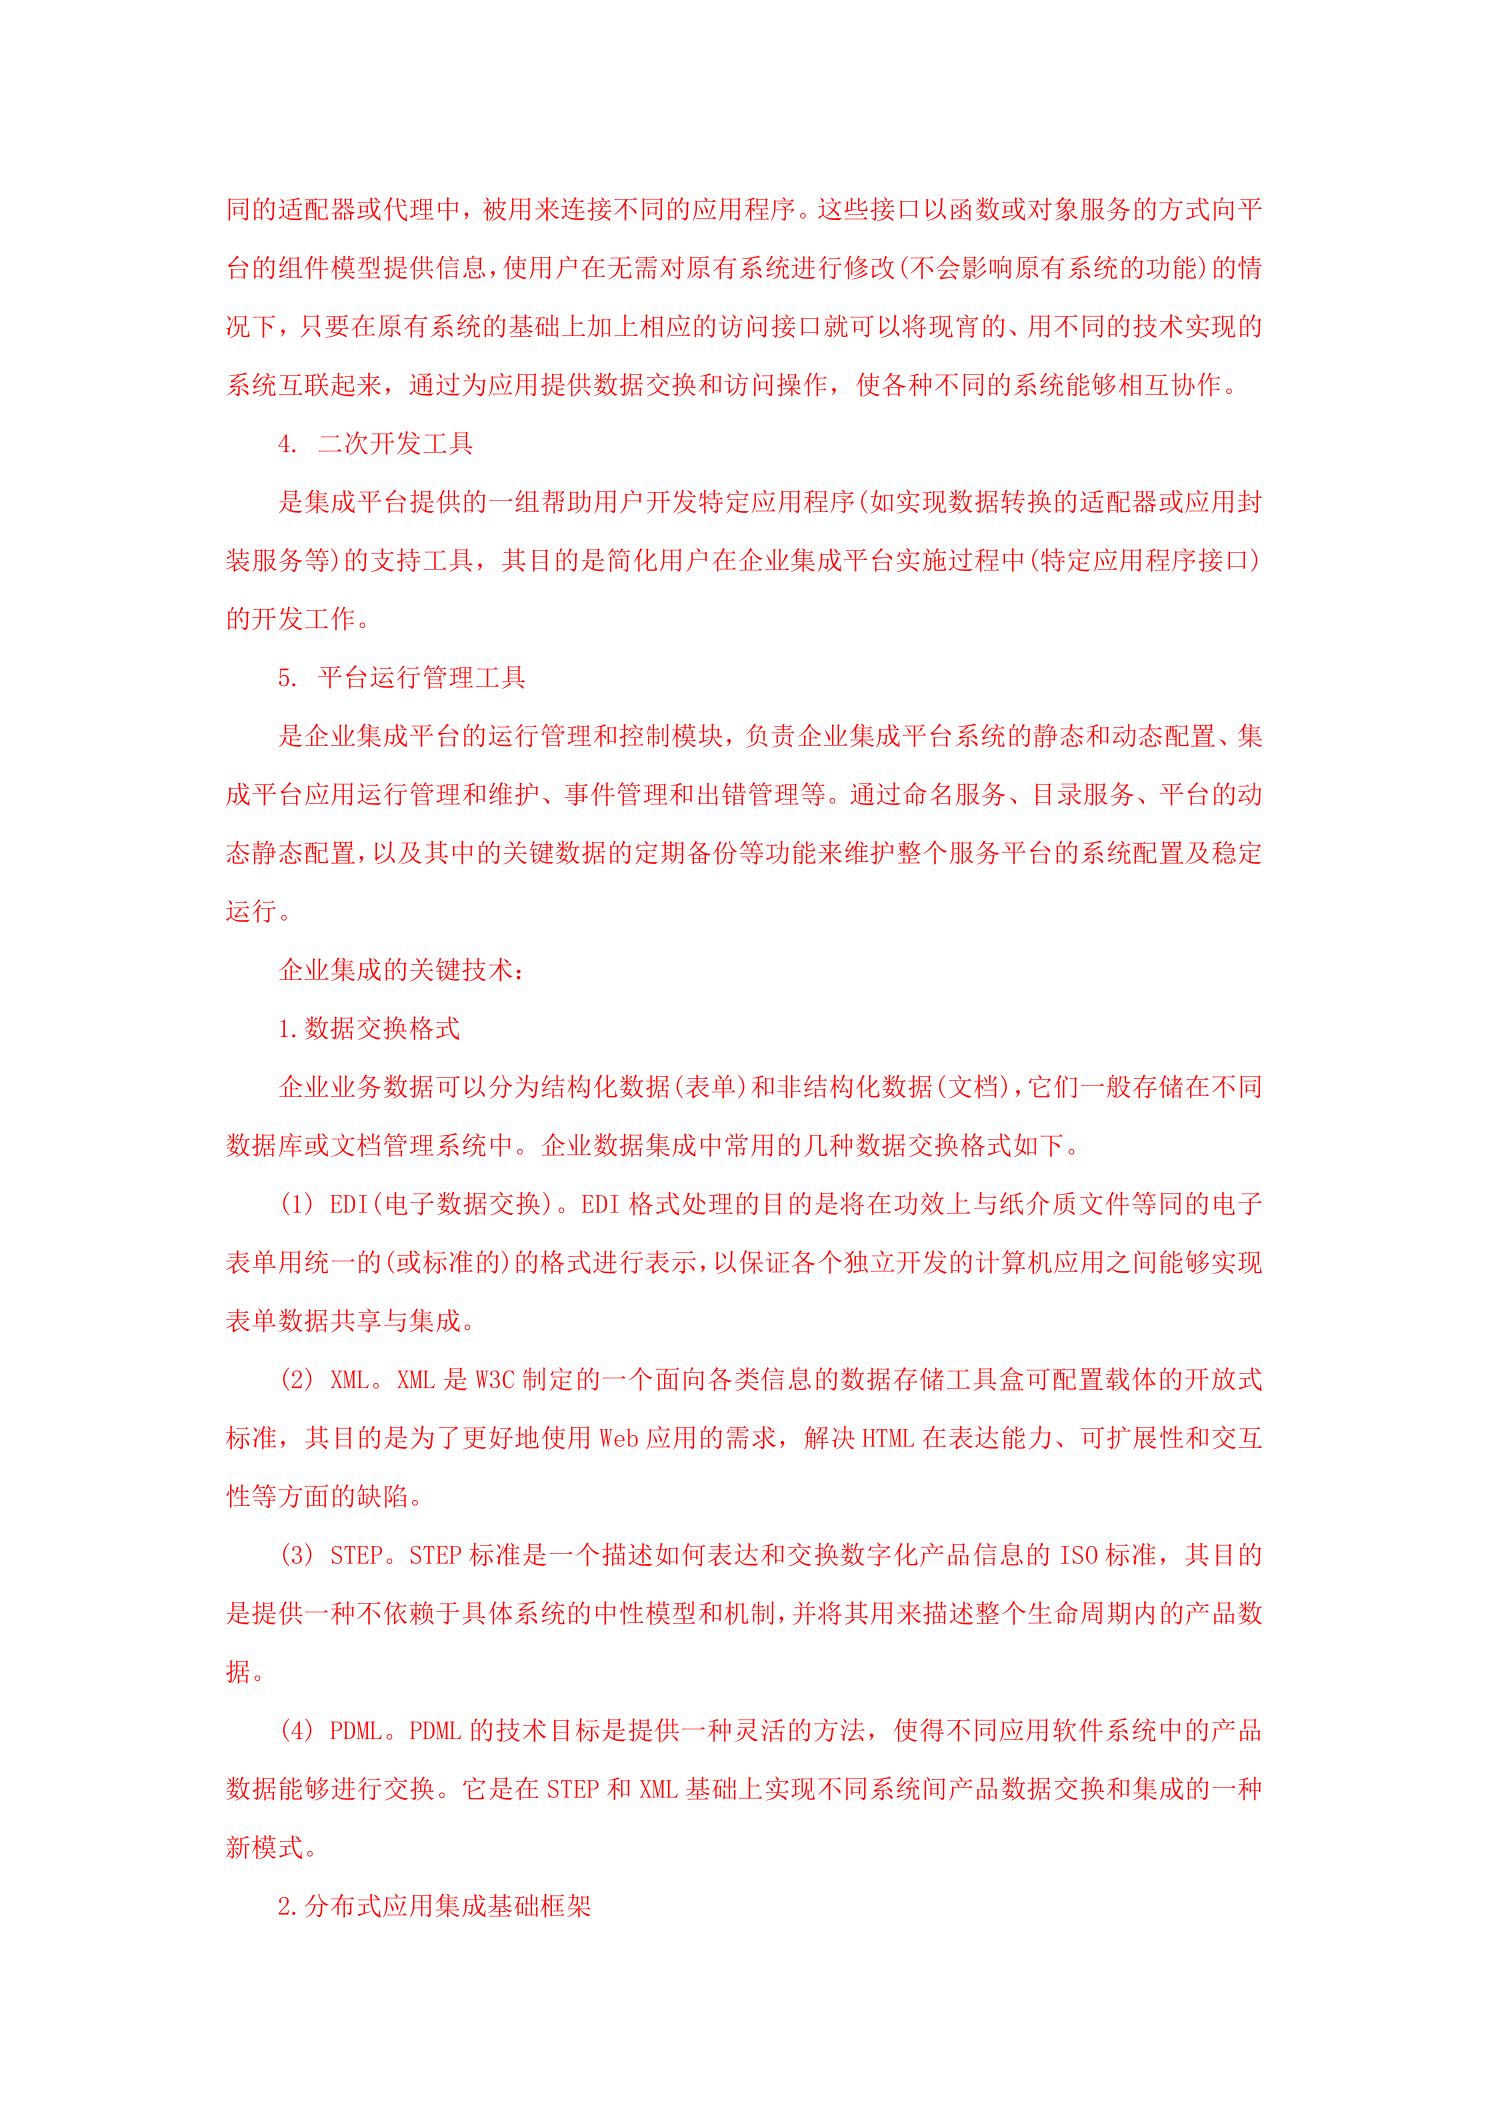 同的适配器或代理中，被用来连接不同的应用程序。这些接口以函数或对象服务的方式向平
台的组件模型提供信息，使用户在无需对原有系统进行修改(不会影响原有系统的功能)的情
况下，只要在原有系统的基础上加上相应的访问接口就可以将现宵的、用不同的技术实现的
系统互联起来，通过为应用提供数据交换和访问操作，使各种不同的系统能够相互协作。
4. 二次开发工具
是集成平台提供的一组帮助用户开发特定应用程序(如实现数据转换的适配器或应用封
装服务等)的支持工具，其目的是简化用户在企业集成平台实施过程中(特定应用程序接口)
的开发工作。
5. 平台运行管理工具
是企业集成平台的运行管理和控制模块，负责企业集成平台系统的静态和动态配置、集
成平台应用运行管理和维护、事件管理和出错管理等。通过命名服务、目录服务、平台的动
态静态配置，以及其中的关键数据的定期备份等功能来维护整个服务平台的系统配置及稳定
运行。
企业集成的关键技术：
1.数据交换格式
企业业务数据可以分为结构化数据(表单)和非结构化数据(文档)，它们一般存储在不同
数据库或文档管理系统中。企业数据集成中常用的几种数据交换格式如下。
(1) EDI(电子数据交换)。EDI 格式处理的目的是将在功效上与纸介质文件等同的电子
表单用统一的(或标准的)的格式进行表示，以保证各个独立开发的计算机应用之间能够实现
表单数据共享与集成。
(2) XML。XML 是 W3C 制定的一个面向各类信息的数据存储工具盒可配置载体的开放式
标准，其目的是为了更好地使用 Web 应用的需求，解决 HTML 在表达能力、可扩展性和交互
性等方面的缺陷。
(3) STEP。STEP 标准是一个描述如何表达和交换数字化产品信息的 ISO 标准，其目的
是提供一种不依赖于具体系统的中性模型和机制，并将其用来描述整个生命周期内的产品数
据。
(4) PDML。PDML 的技术目标是提供一种灵活的方法，使得不同应用软件系统中的产品
数据能够进行交换。它是在 STEP 和 XML 基础上实现不同系统间产品数据交换和集成的一种
新模式。
2.分布式应用集成基础框架